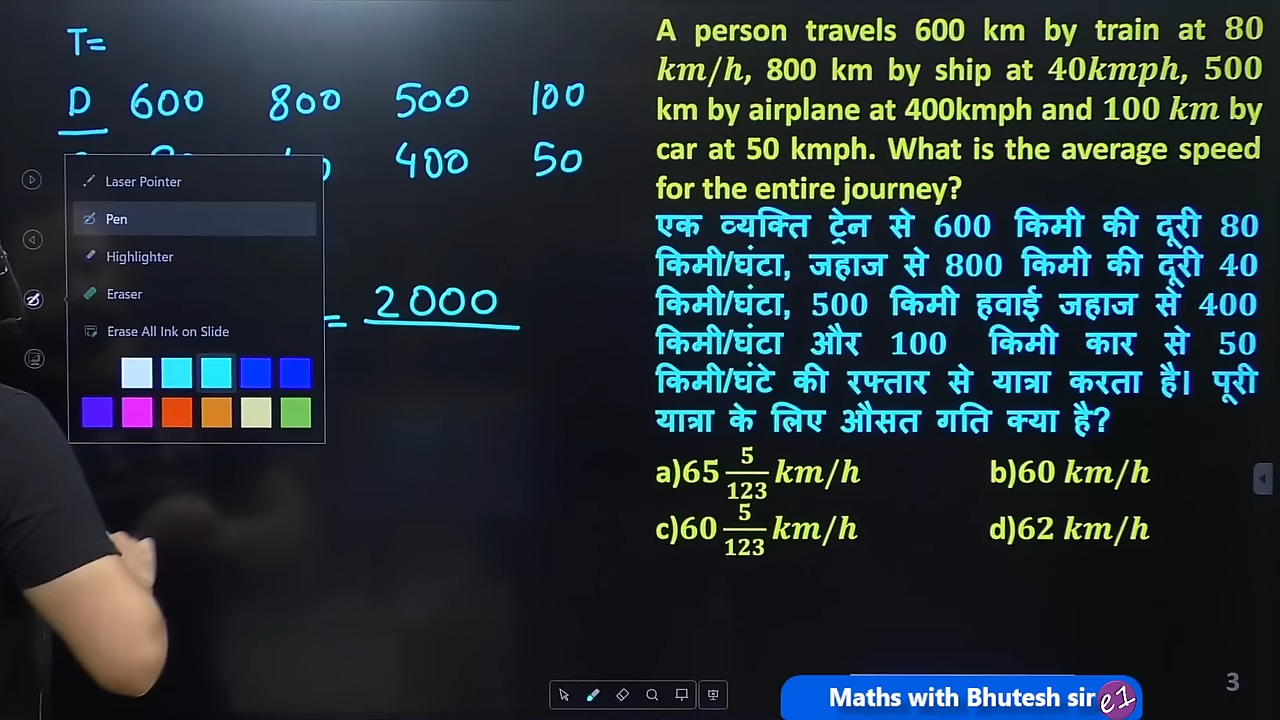 T=
D 600 800 500 100
400 50
= 2000
Laser Pointer
Pen
Highlighter
Eraser
Erase All Ink on Slide
A person travels 600 km by train at 80
km/h, 800 km by ship at 40kmph, 500
km by airplane at 400kmph and 100 km by
car at 50 kmph. What is the average speed
for the entire journey?
एक व्यक्ति ट्रेन से 600 किमी की दूरी 80
किमी/घंटा, जहाज से 800 किमी की दूरी 40
किमी/घंटा, 500 किमी हवाई जहाज से 400
किमी/घंटा और 100 किमी कार से 50
किमी/घंटे की रफ्तार से यात्रा करता है। पूरी
यात्रा के लिए औसत गति क्या है?
a)65 5/123 km/h b)60 km/h
c)60 5/123 km/h d)62 km/h
3
Maths with Bhutesh sir e1